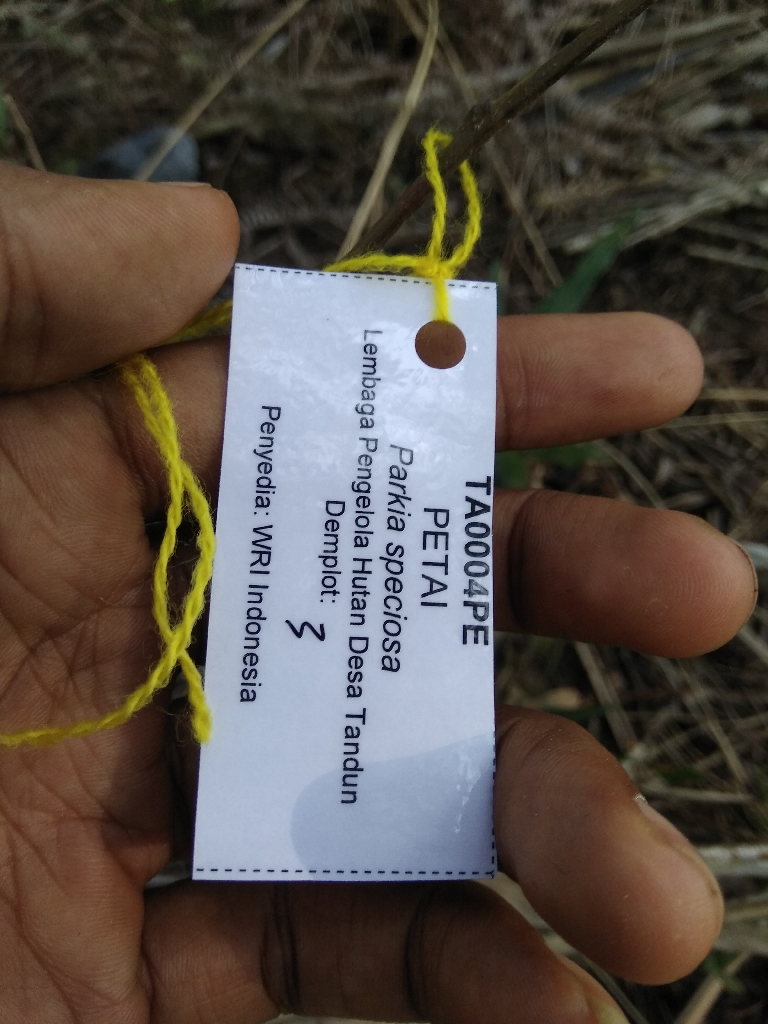 TA0004PE
PETAI
Parkia speciosa
Lembaga Pengelola Hutan Desa Tandun
Demplot: 3
Penyedia: WRI Indonesia